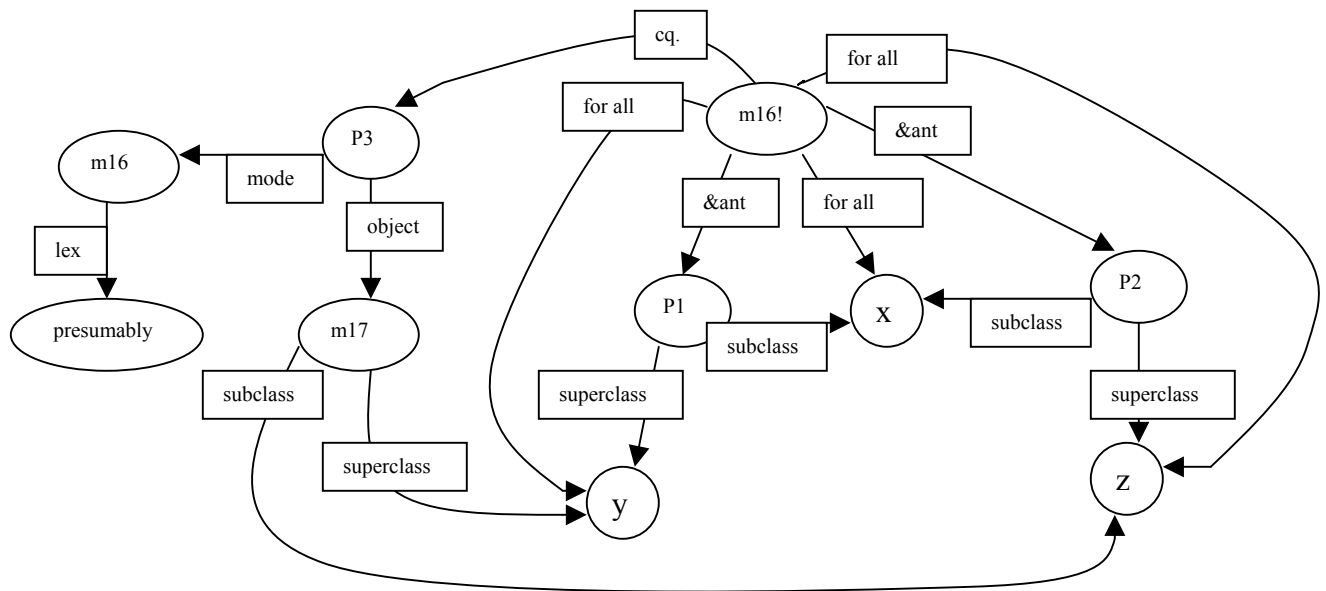 cq.
for all
for all
m16!
&ant
P3
m16
mode
&ant
for all
object
lex
P2
P1
x
presumably
m17
subclass
subclass
subclass
superclass
superclass
superclass
z
y